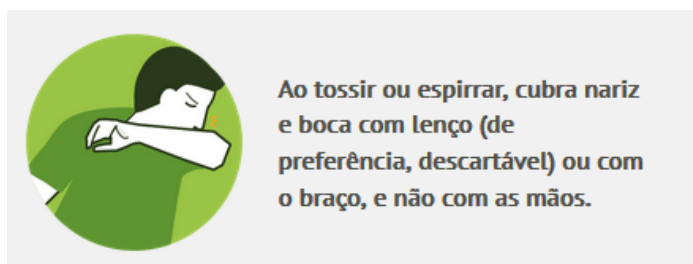 Ao tossir ou espirrar, cubra nariz
e boca com lenço (de
preferência, descartável) ou com
o braço, e não com as mãos.